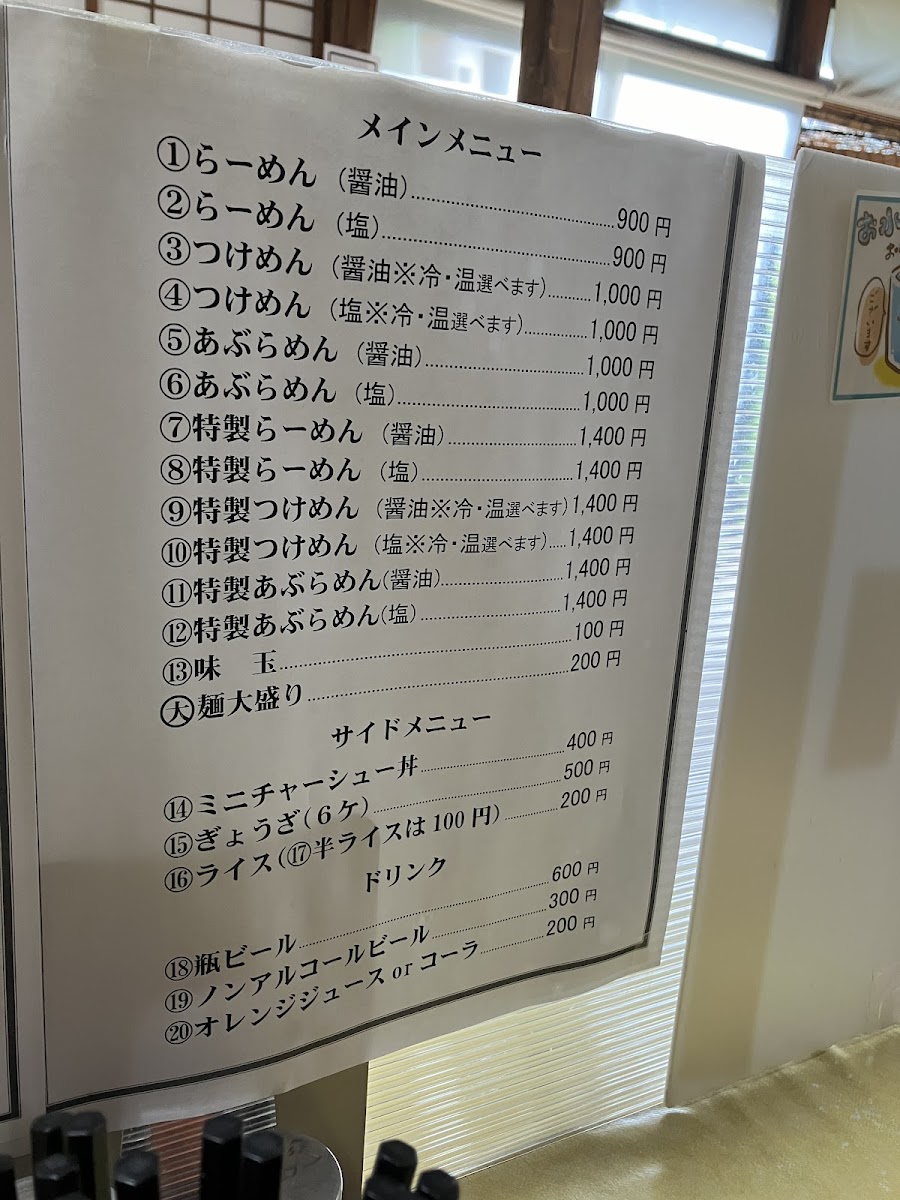 メインメニュー
①らーめん（醤油）……900円
②らーめん（塩）……900円
③つけめん（醤油※冷・温選べます）……1,000円
④つけめん（塩※冷・温選べます）……1,000円
⑤あぶらめん（醤油）……1,000円
⑥あぶらめん（塩）……1,000円
⑦特製らーめん（醤油）……1,400円
⑧特製らーめん（塩）……1,400円
⑨特製つけめん（醤油※冷・温選べます）1,400円
⑩特製つけめん（塩※冷・温選べます）……1,400円
⑪特製あぶらめん(醤油)……1,400円
⑫特製あぶらめん(塩)……1,400円
⑬味　玉……100円
大麺大盛り……200円
サイドメニュー
⑭ミニチャーシュー丼……400円
⑮ぎょうざ(６ケ)……500円
⑯ライス(⑰半ライスは100円)……200円
ドリンク
⑱瓶ビール……600円
⑲ノンアルコールビール……300円
⑳オレンジジュース or コーラ……200円
お水
ございます